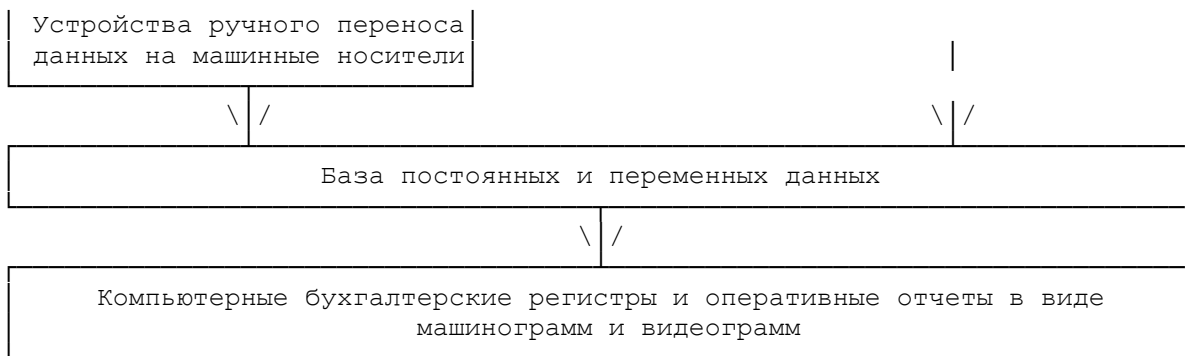 Устройства ручного переноса
данных на машинные носители
База постоянных и переменных данных
Компьютерные бухгалтерские регистры и оперативные отчеты в виде
машинограмм и видеограмм